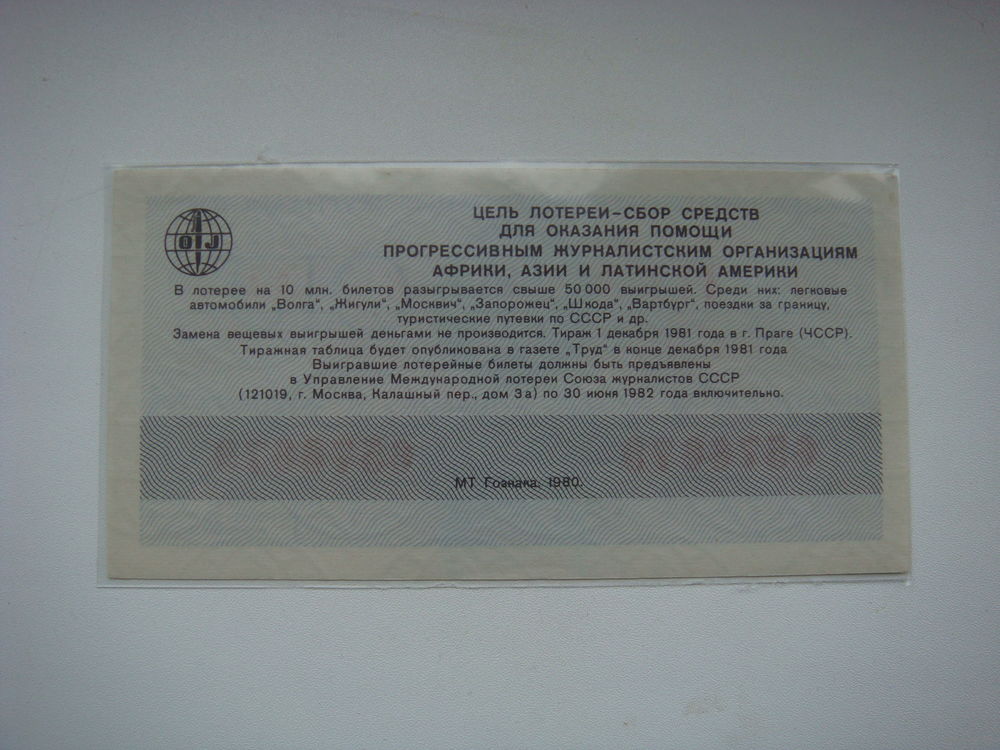 OIJ
ЦЕЛЬ ЛОТЕРЕИ-СБОР СРЕДСТВ
ДЛЯ ОКАЗАНИЯ ПОМОЩИ
ПРОГРЕССИВНЫМ ЖУРНАЛИСТСКИМ ОРГАНИЗАЦИЯМ
АФРИКИ, АЗИИ И ЛАТИНСКОЙ АМЕРИКИ
В лотерее на 10 млн. билетов разыгрывается свыше 50 000 выигрышей. Среди них: легковые
автомобили „Волга“, „Жигули“, „Москвич“, „Запорожец“, „Шкода“, „Вартбург“, поездки за границу,
туристические путевки по СССР и др.
Замена вещевых выигрышей деньгами не производится. Тираж 1 декабря 1981 года в г. Праге (ЧССР).
Тиражная таблица будет опубликована в газете „Труд“ в конце декабря 1981 года
Выигравшие лотерейные билеты должны быть предъявлены
в Управление Международной лотереи Союза журналистов СССР
(121019, г. Москва, Калашный пер., дом 3а) по 30 июня 1982 года включительно.
МТ Гознака. 1980.